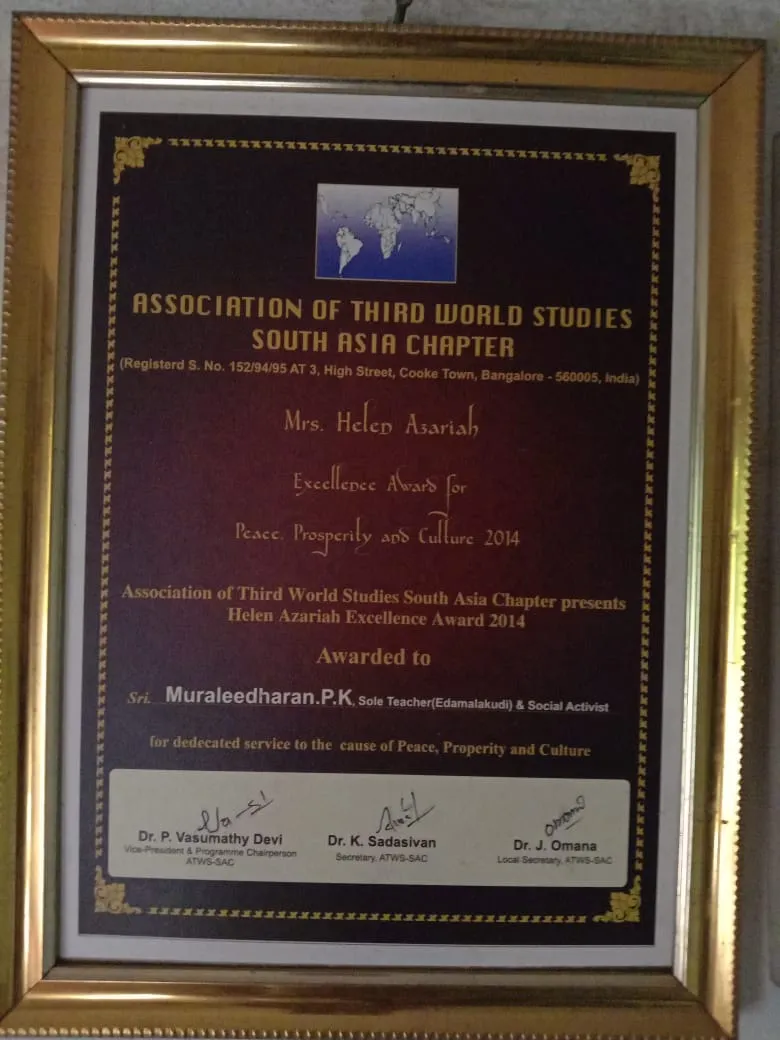 ASSOCIATION OF THIRD WORLD STUDIES
SOUTH ASIA CHAPTER
(Registerd S. No. 152/94/95 AT 3, High Street, Cooke Town, Bangalore - 560005, India)
Mrs. Helen Azariah
Excellence Award for
Peace, Prosperity and Culture 2014
Association of Third World Studies South Asia Chapter presents
Helen Azariah Excellence Award 2014
Awarded to
Sri. Muraleedharan.P.K, Sole Teacher(Edamalakudi) & Social Activist
for dedecated service to the cause of Peace, Properity and Culture
Dr. P. Vasumathy Devi
Vice-President & Programme Chairperson
ATWS-SAC
Dr. K. Sadasivan
Secretary, ATWS-SAC
Dr. J. Omana
Local Secretary, ATWS-SAC